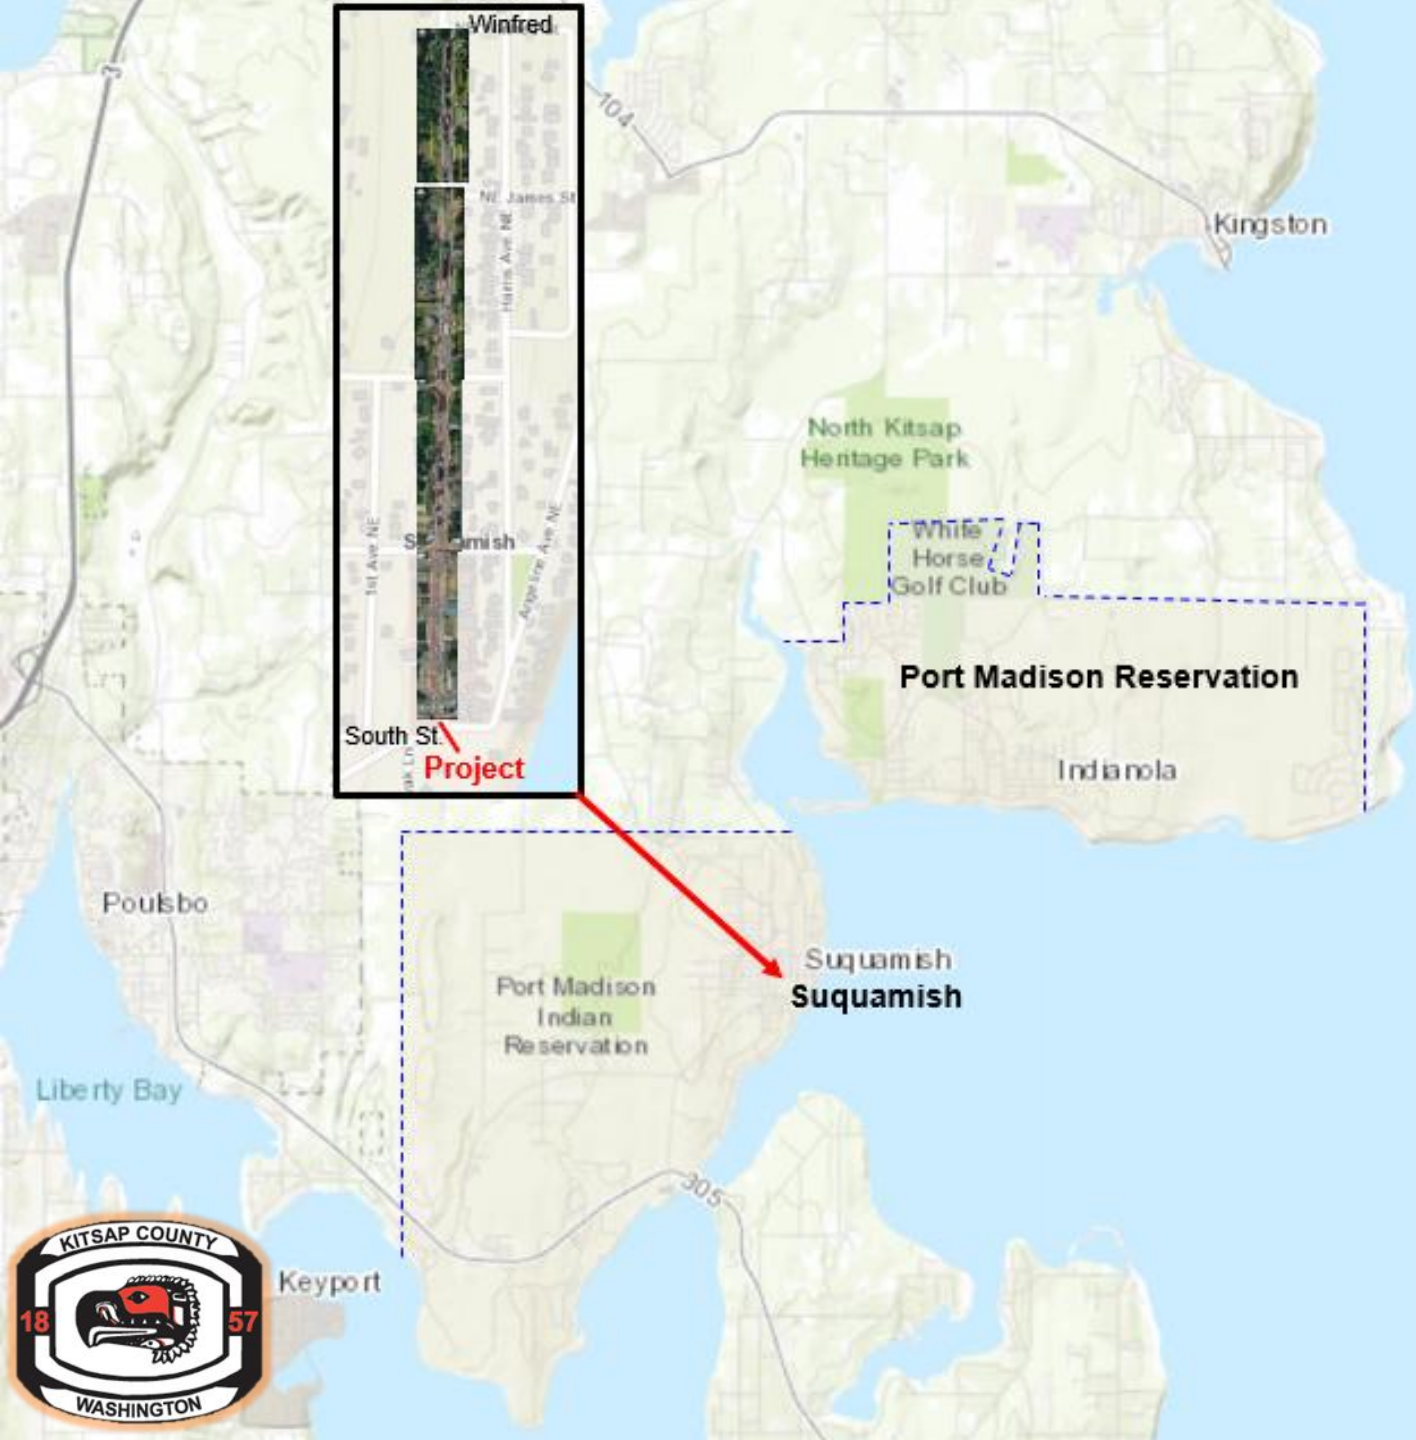 Winfred
NE James St
Harris Ave NE
1st Ave NE
Angeline Ave NE
South St.
Project
3
104
Kingston
North Kitsap
Heritage Park
White
Horse
Golf Club
Port Madison Reservation
Indianola
Poulsbo
Suquamish
Suquamish
Port Madison
Indian
Reservation
Liberty Bay
305
Keyport
KITSAP COUNTY
18 57
WASHINGTON